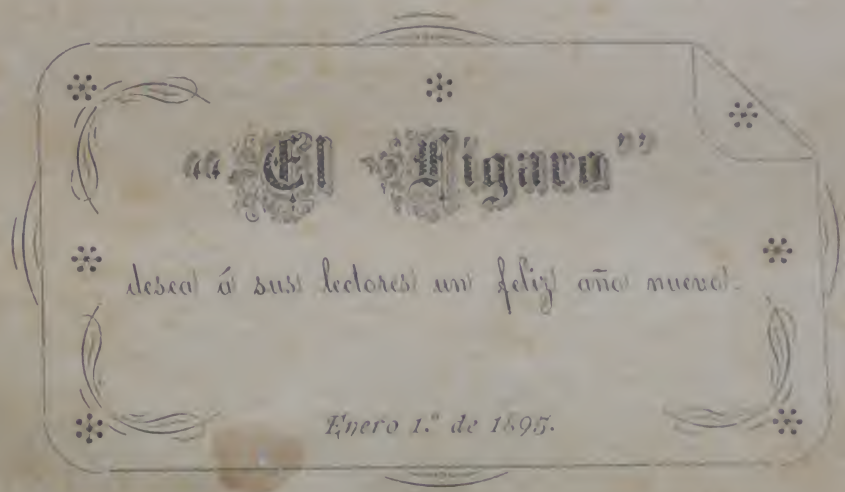 “El Fígaro”
desea á sus lectores un feliz año nuevo.
Enero 1.º de 1895.